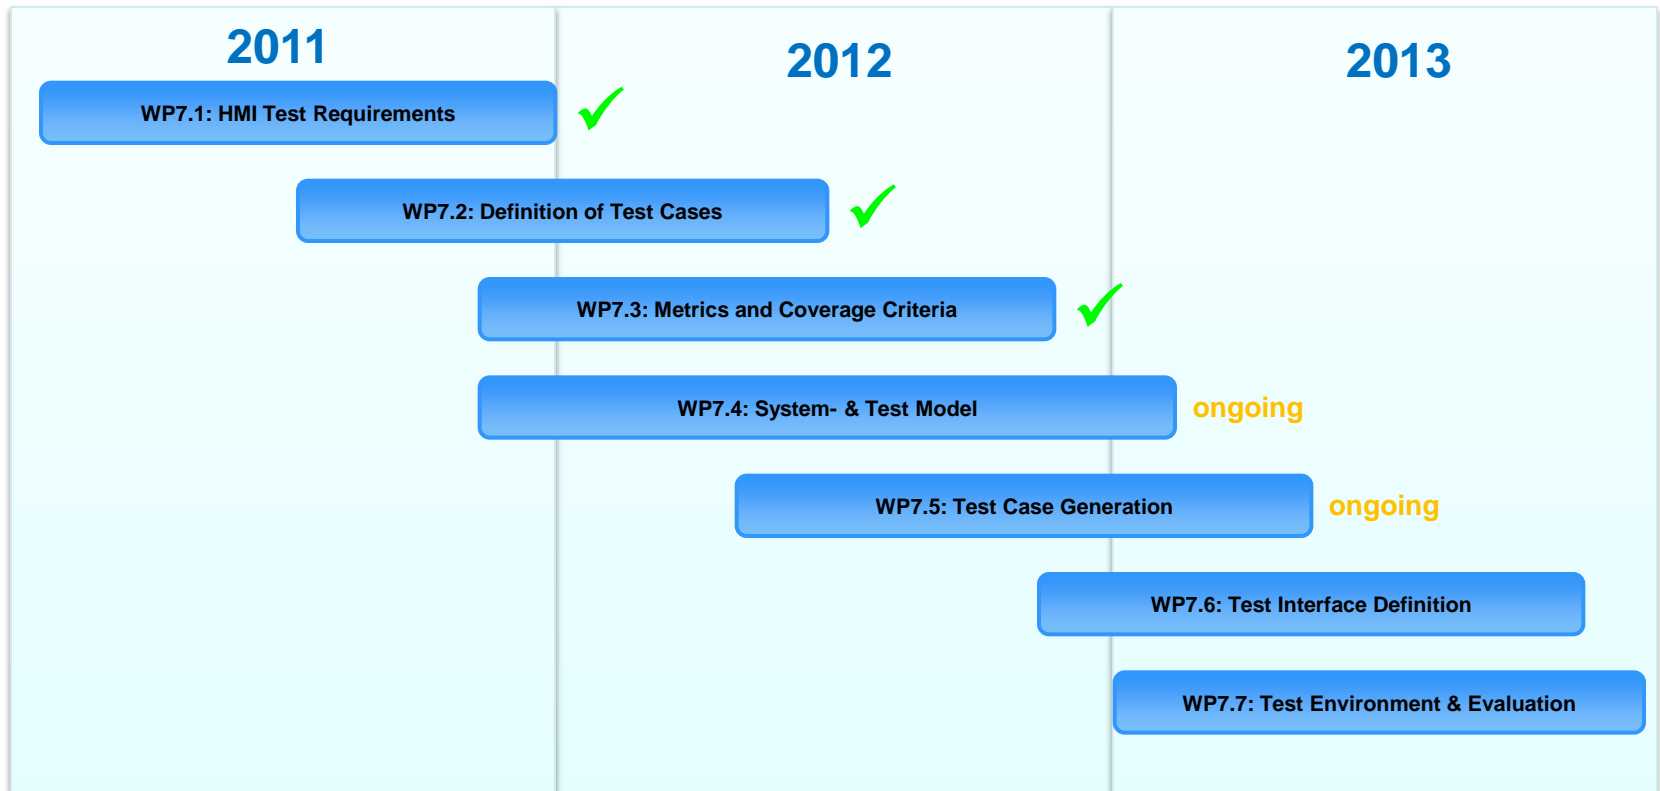 2011
2012
2013
WP7.1: HMI Test Requirements
WP7.2: Definition of Test Cases
WP7.3: Metrics and Coverage Criteria
WP7.4: System- & Test Model
ongoing
WP7.5: Test Case Generation
ongoing
WP7.6: Test Interface Definition
WP7.7: Test Environment & Evaluation